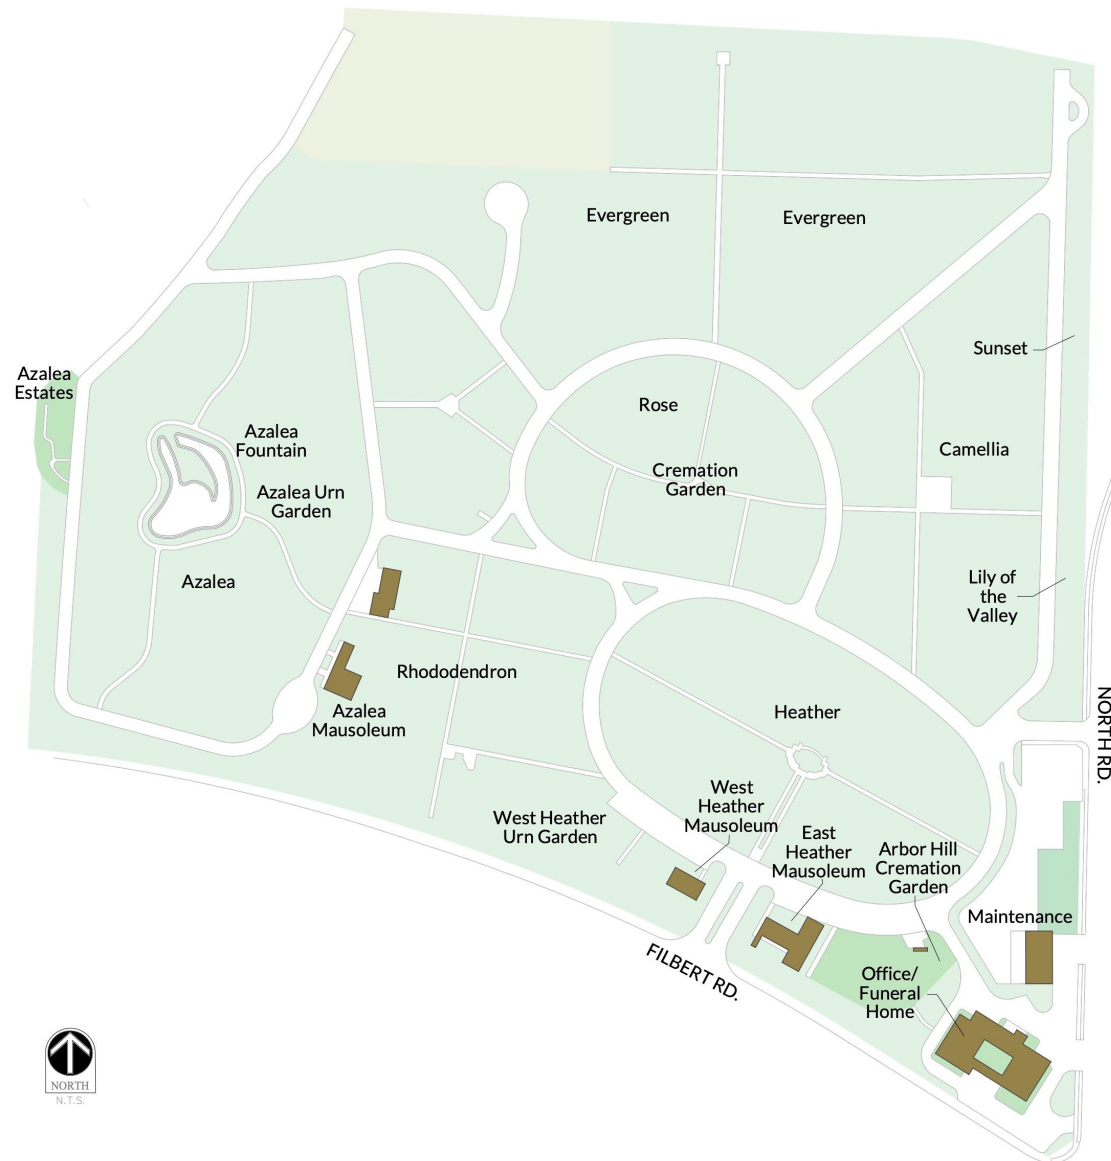 Evergreen
Evergreen
Sunset
Azalea
Estates
Rose
Azalea
Fountain
Camellia
Cremation
Garden
Azalea Urn
Garden
Azalea
Lily of
the
Valley
Rhododendron
Azalea
Mausoleum
Heather
NORTH RD.
West
Heather
Mausoleum
West Heather
Urn Garden
East
Heather
Mausoleum
Arbor Hill
Cremation
Garden
Maintenance
FILBERT RD.
Office/
Funeral
Home
NORTH
N.T.S.